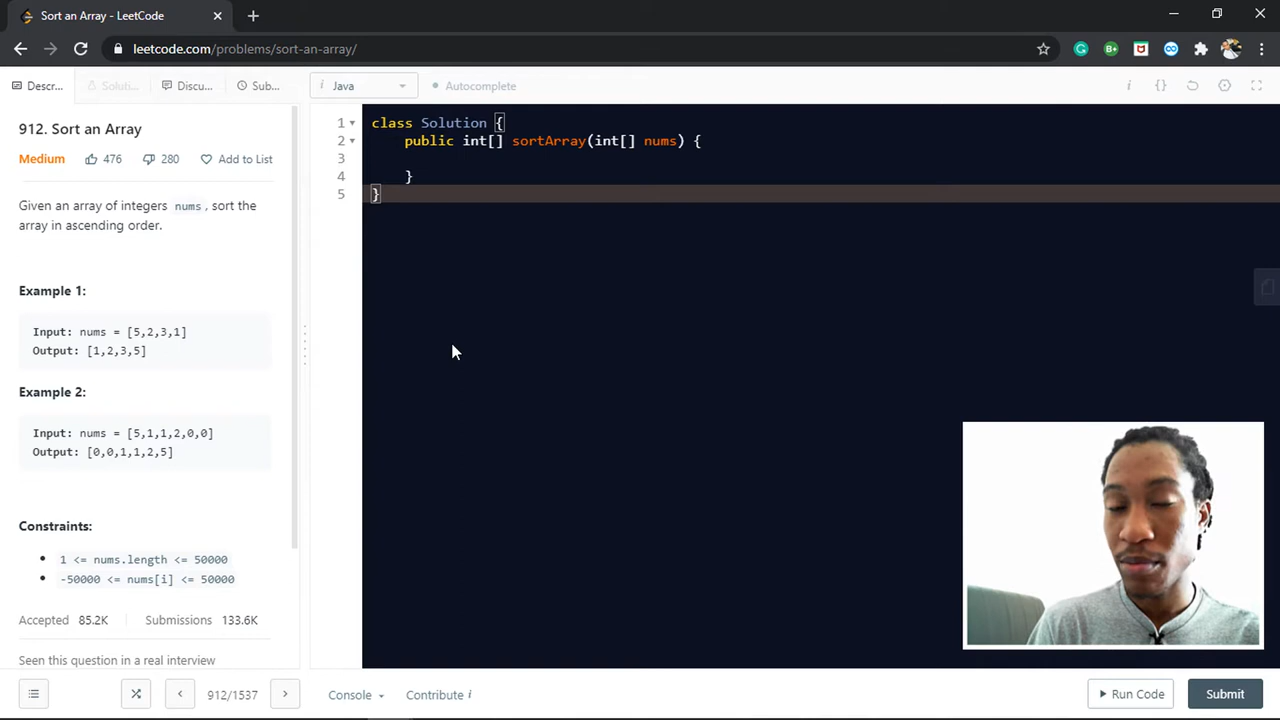 Sort an Array - LeetCode
leetcode.com/problems/sort-an-array/
Descr...
Soluti...
Discu...
Sub...
i Java
Autocomplete
912. Sort an Array
Medium 476 280 Add to List
Given an array of integers nums, sort the
array in ascending order.
Example 1:
Input: nums = [5,2,3,1]
Output: [1,2,3,5]
Example 2:
Input: nums = [5,1,1,2,0,0]
Output: [0,0,1,1,2,5]
Constraints:
1 <= nums.length <= 50000
-50000 <= nums[i] <= 50000
Accepted 85.2K Submissions 133.6K
Seen this question in a real interview
912/1537
1 class Solution {
2 public int[] sortArray(int[] nums) {
3
4 }
5 }
Console
Contribute i
Run Code
Submit